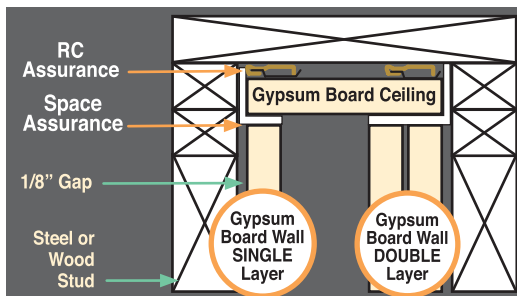 RC
Assurance
Gypsum Board Ceiling
Space
Assurance
1/8” Gap
Steel or
Wood
Stud
Gypsum
Board Wall
SINGLE
Layer
Gypsum
Board Wall
DOUBLE
Layer